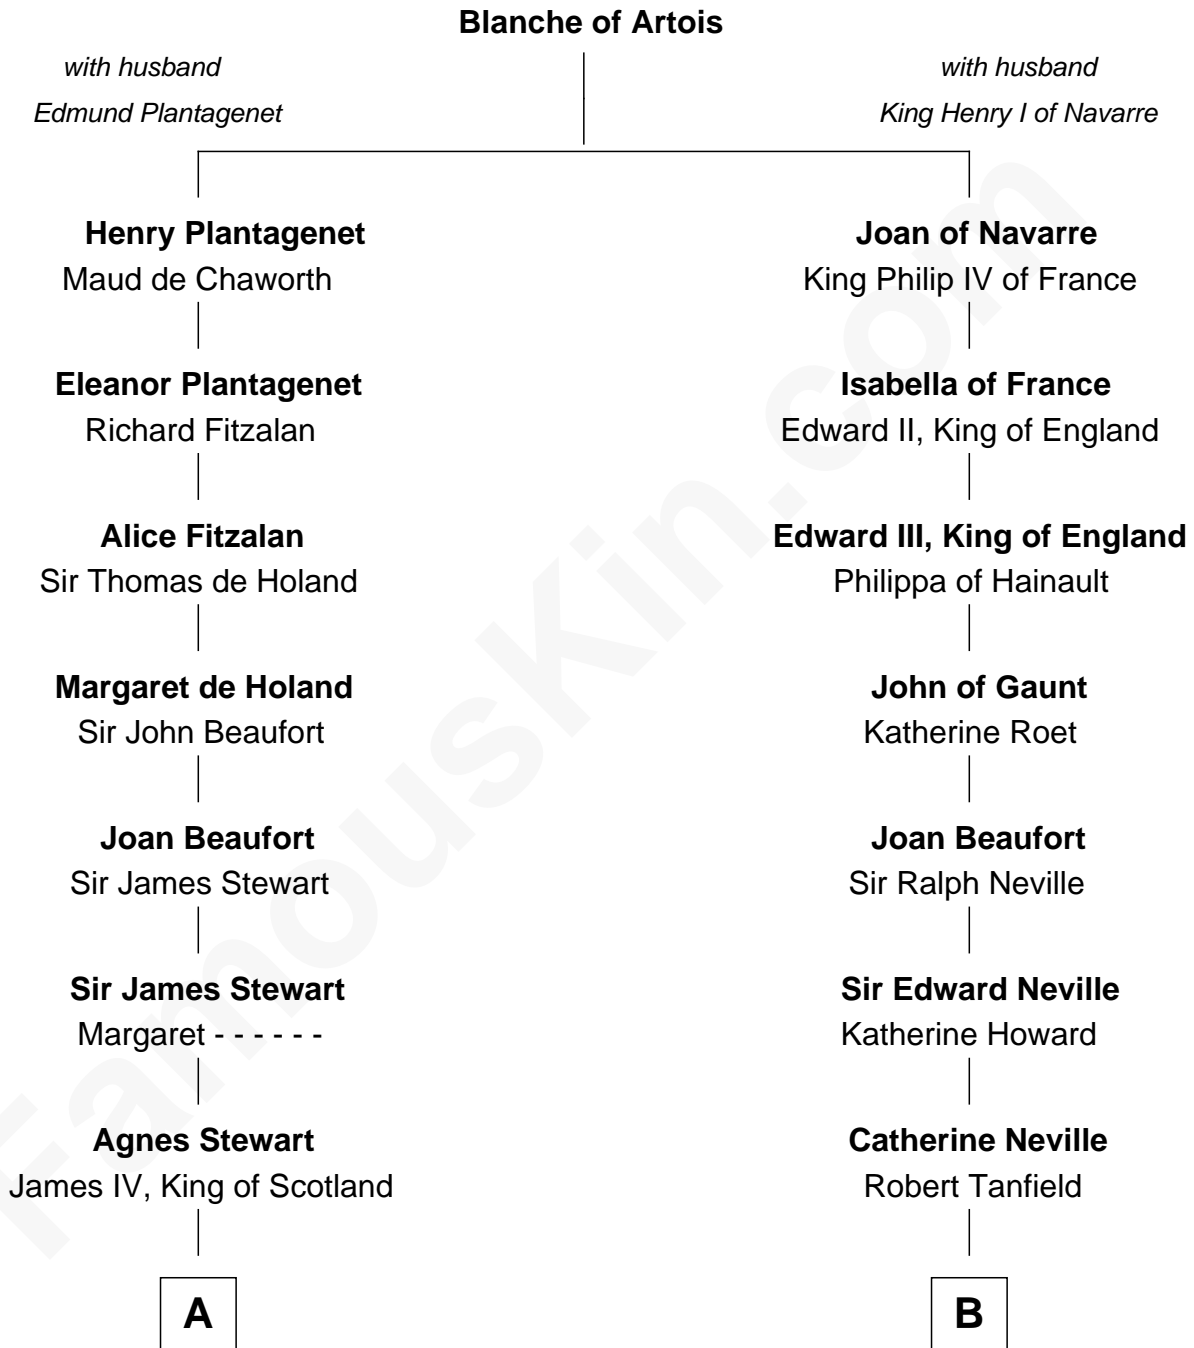 Blanche of Artois
with husband
Edmund Plantagenet
with husband
King Henry I of Navarre
Henry Plantagenet
Maud de Chaworth
Joan of Navarre
King Philip IV of France
Eleanor Plantagenet
Richard Fitzalan
Isabella of France
Edward II, King of England
Alice Fitzalan
Sir Thomas de Holand
Edward III, King of England
Philippa of Hainault
Margaret de Holand
Sir John Beaufort
John of Gaunt
Katherine Roet
Joan Beaufort
Sir James Stewart
Joan Beaufort
Sir Ralph Neville
Sir James Stewart
Margaret - - - - - -
Sir Edward Neville
Katherine Howard
Agnes Stewart
James IV, King of Scotland
Catherine Neville
Robert Tanfield
A
B
FamousKin.com